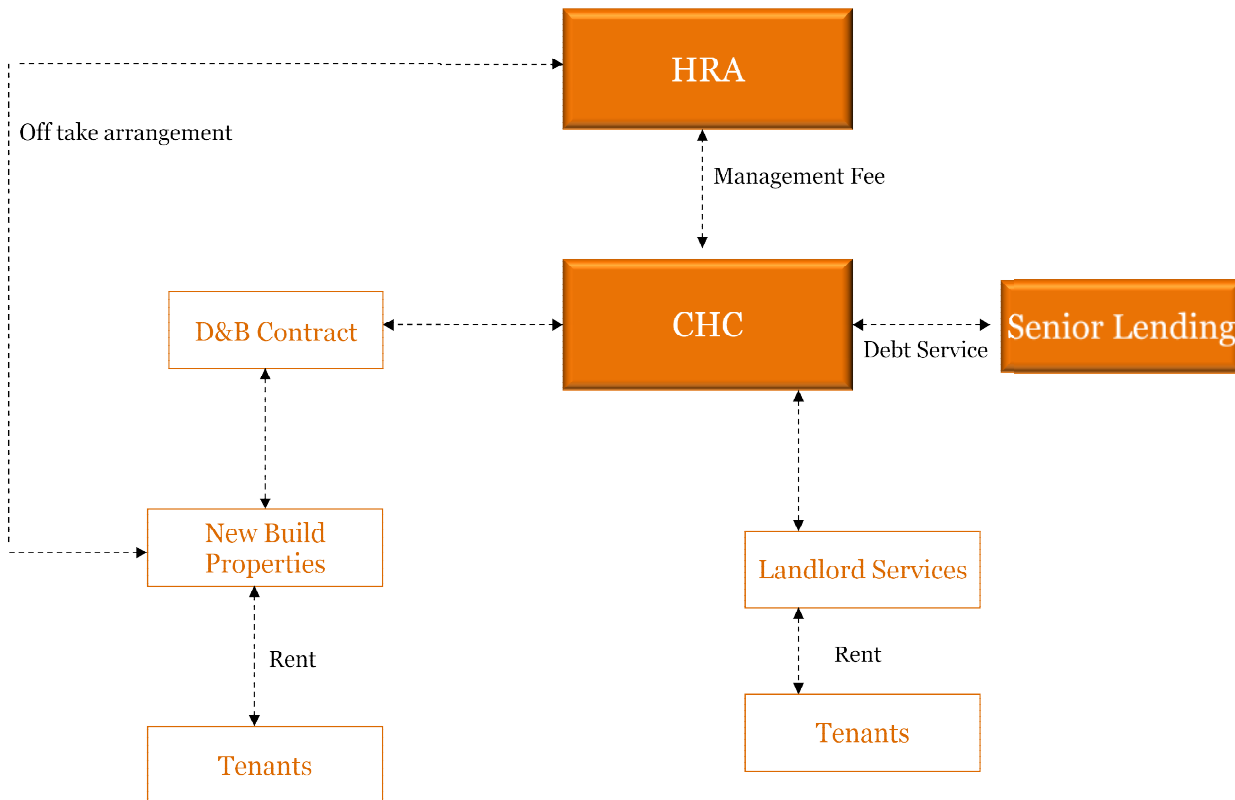 HRA
Off take arrangement
Management Fee
D&B Contract
CHC
Senior Lending
Debt Service
New Build
Properties
Landlord Services
Rent
Rent
Tenants
Tenants